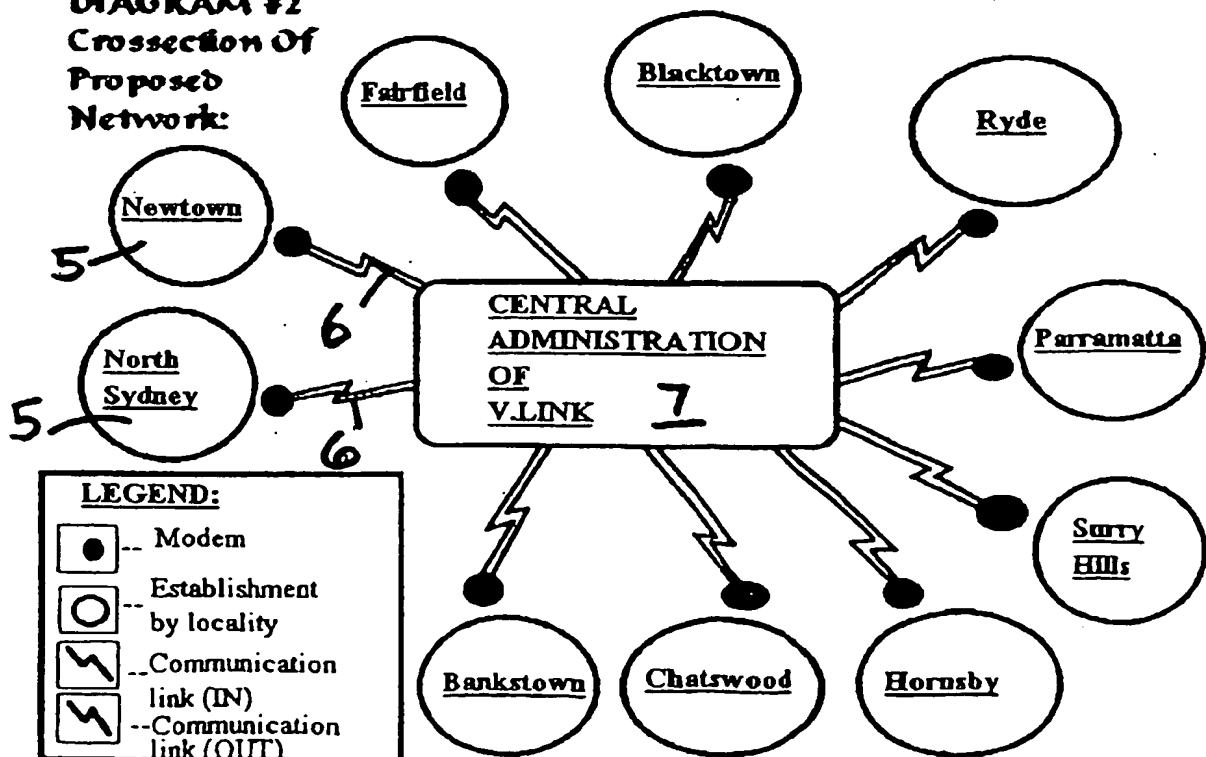 DIAGRAM #2
Crossection Of
Proposed
Network:
Fairfield
Blacktown
Ryde
Newtown
5
6
North
Sydney
5
6
CENTRAL
ADMINISTRATION
OF
V.LINK
7
Parramatta
Surry
Hills
Bankstown
Chatswood
Hornsby
LEGEND:
-- Modem
-- Establishment
by locality
--Communication
link (IN)
--Communication
link (OUT)